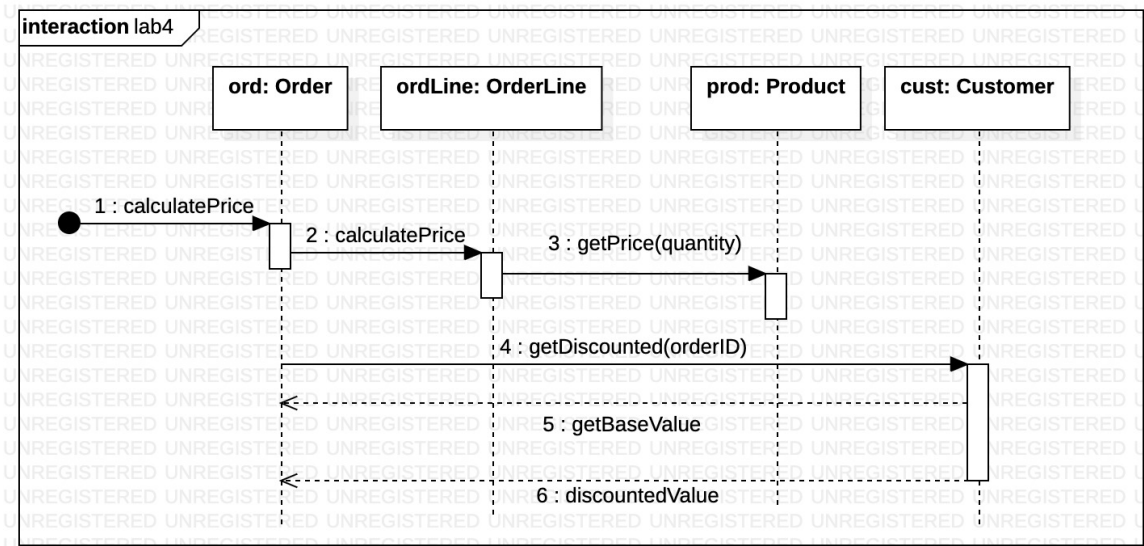 interaction lab4
ord: Order
ordLine: OrderLine
prod: Product
cust: Customer
1 : calculatePrice
2 : calculatePrice
3 : getPrice(quantity)
4 : getDiscounted(orderID)
5 : getBaseValue
6 : discountedValue
UNREGISTERED